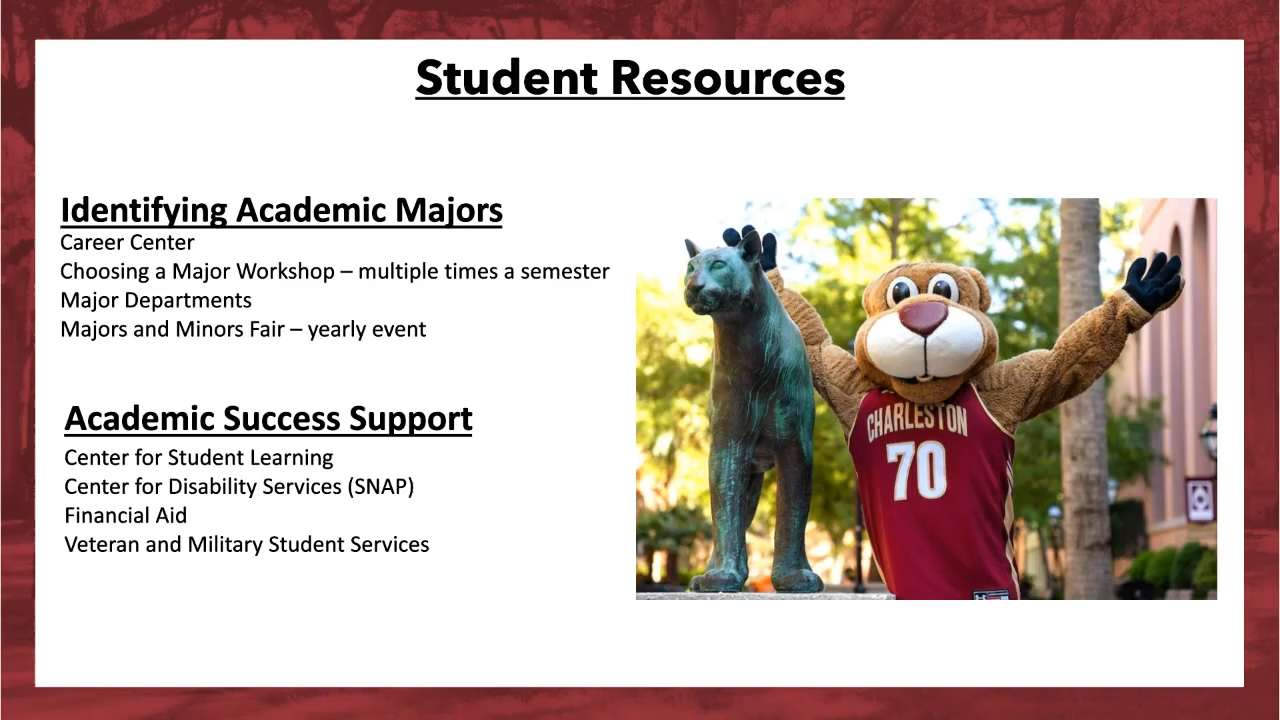 Student Resources
Identifying Academic Majors
Career Center
Choosing a Major Workshop – multiple times a semester
Major Departments
Majors and Minors Fair – yearly event
Academic Success Support
Center for Student Learning
Center for Disability Services (SNAP)
Financial Aid
Veteran and Military Student Services
CHARLESTON
70